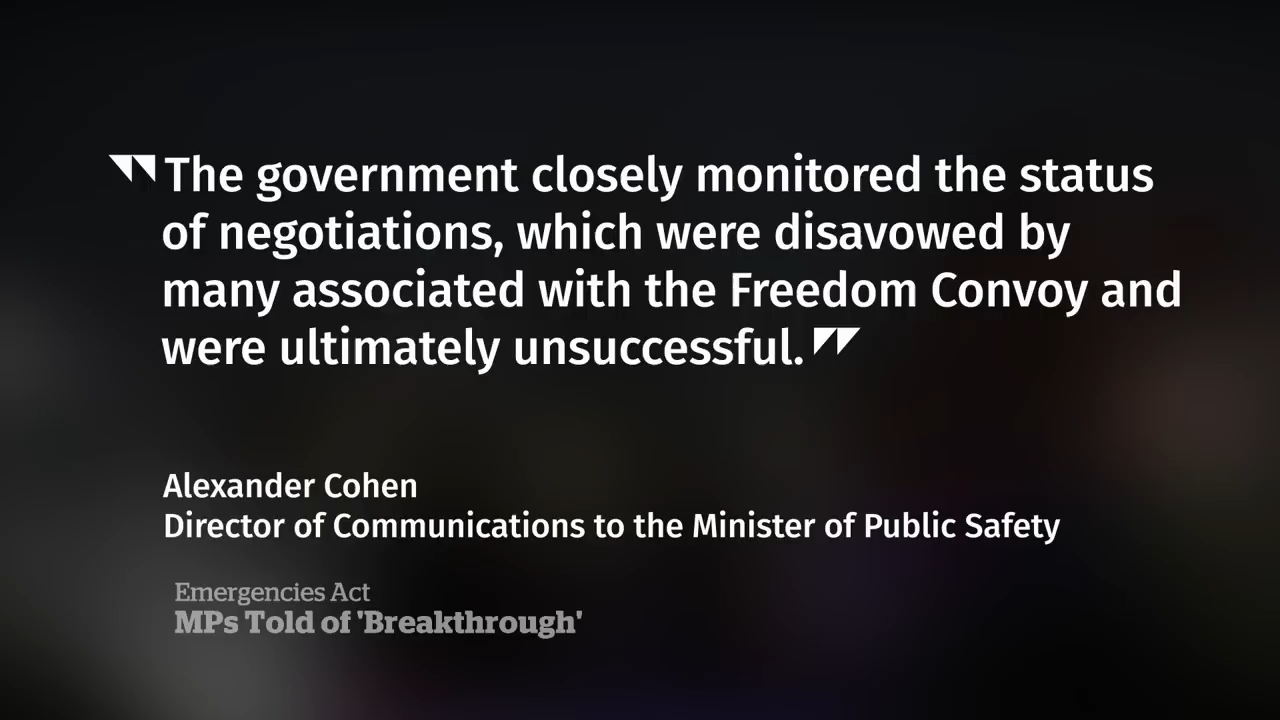 "The government closely monitored the status
of negotiations, which were disavowed by
many associated with the Freedom Convoy and
were ultimately unsuccessful."
Alexander Cohen
Director of Communications to the Minister of Public Safety
Emergencies Act
MPs Told of 'Breakthrough'